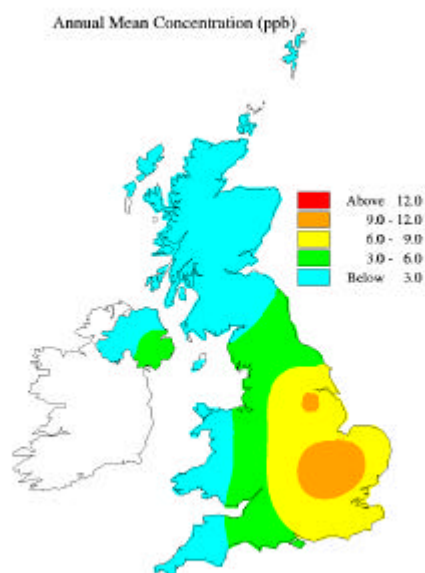 Annual Mean Concentration (ppb)
Above 12.0
9.0 - 12.0
6.0 - 9.0
3.0 - 6.0
Below 3.0